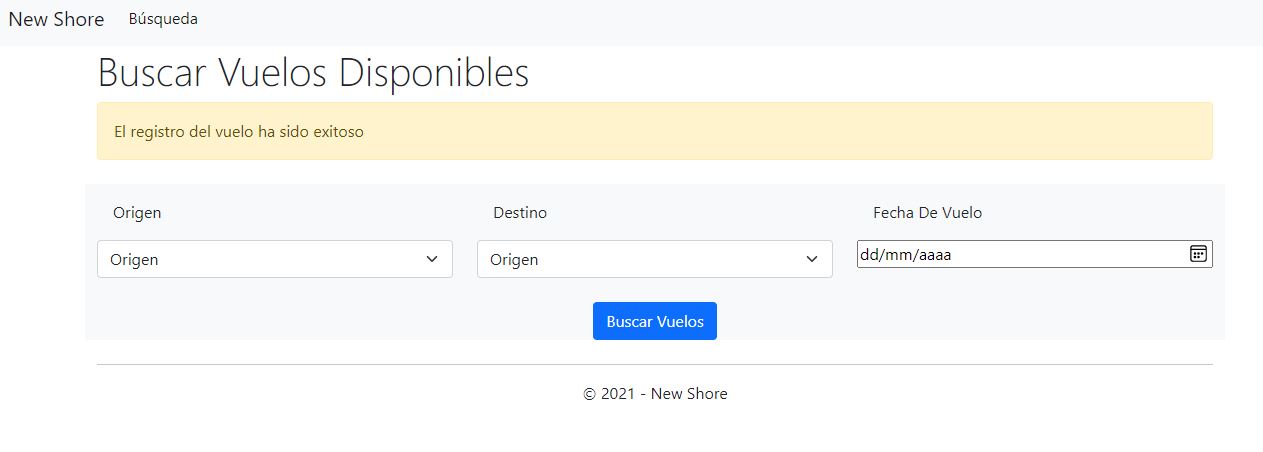 New Shore Búsqueda
Buscar Vuelos Disponibles
El registro del vuelo ha sido exitoso
Origen Destino Fecha De Vuelo
Origen Origen dd/mm/aaaa
Buscar Vuelos
© 2021 - New Shore